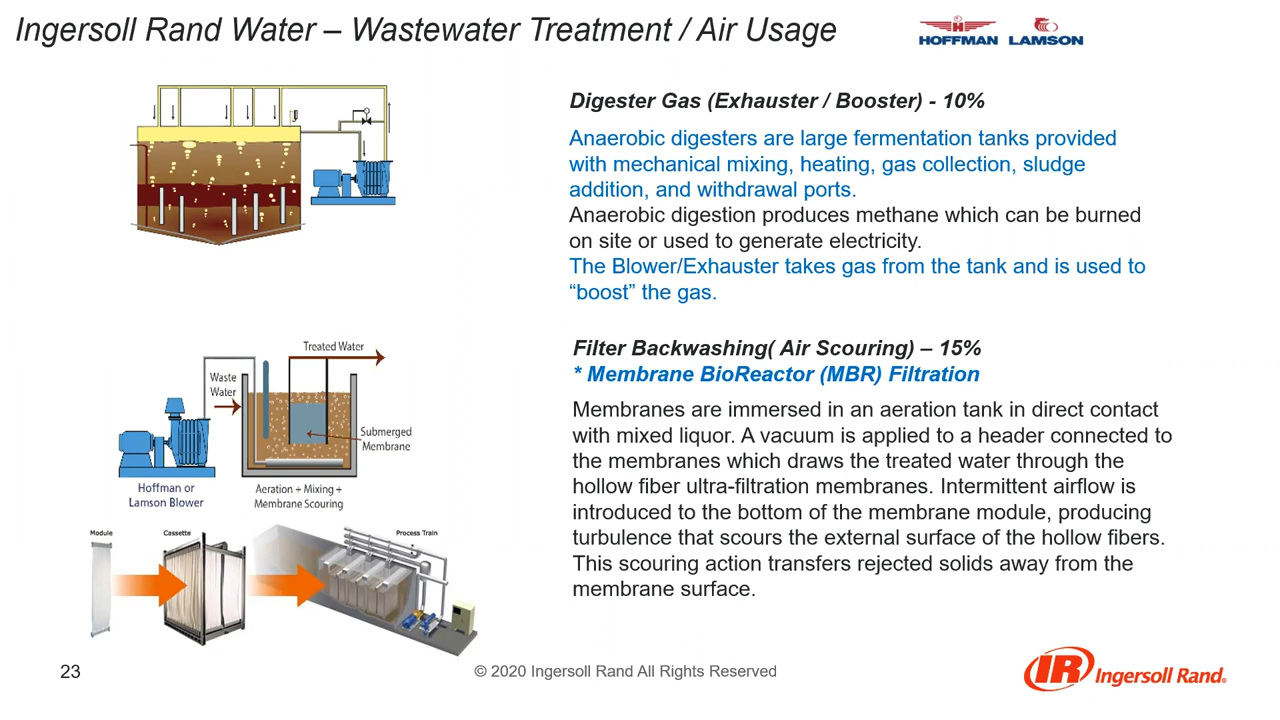 Ingersoll Rand Water – Wastewater Treatment / Air Usage
HOFFMAN LAMSON
Digester Gas (Exhauster / Booster) - 10%
Anaerobic digesters are large fermentation tanks provided
with mechanical mixing, heating, gas collection, sludge
addition, and withdrawal ports.
Anaerobic digestion produces methane which can be burned
on site or used to generate electricity.
The Blower/Exhauster takes gas from the tank and is used to
“boost” the gas.
Treated Water
Waste
Water
Submerged
Membrane
Hoffman or
Lamson Blower
Aeration + Mixing +
Membrane Scouring
Module
Cassette
Process Train
Filter Backwashing( Air Scouring) – 15%
* Membrane BioReactor (MBR) Filtration
Membranes are immersed in an aeration tank in direct contact
with mixed liquor. A vacuum is applied to a header connected to
the membranes which draws the treated water through the
hollow fiber ultra-filtration membranes. Intermittent airflow is
introduced to the bottom of the membrane module, producing
turbulence that scours the external surface of the hollow fibers.
This scouring action transfers rejected solids away from the
membrane surface.
23
© 2020 Ingersoll Rand All Rights Reserved
IR Ingersoll Rand®